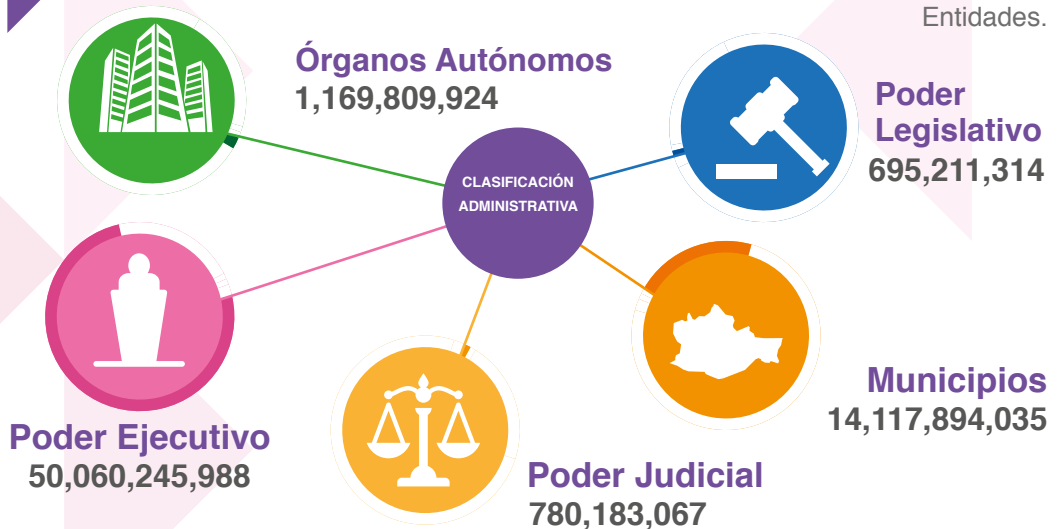 Entidades.
Órganos Autónomos
1,169,809,924
Poder
Legislativo
695,211,314
CLASIFICACIÓN
ADMINISTRATIVA
Municipios
14,117,894,035
Poder Ejecutivo
50,060,245,988
Poder Judicial
780,183,067